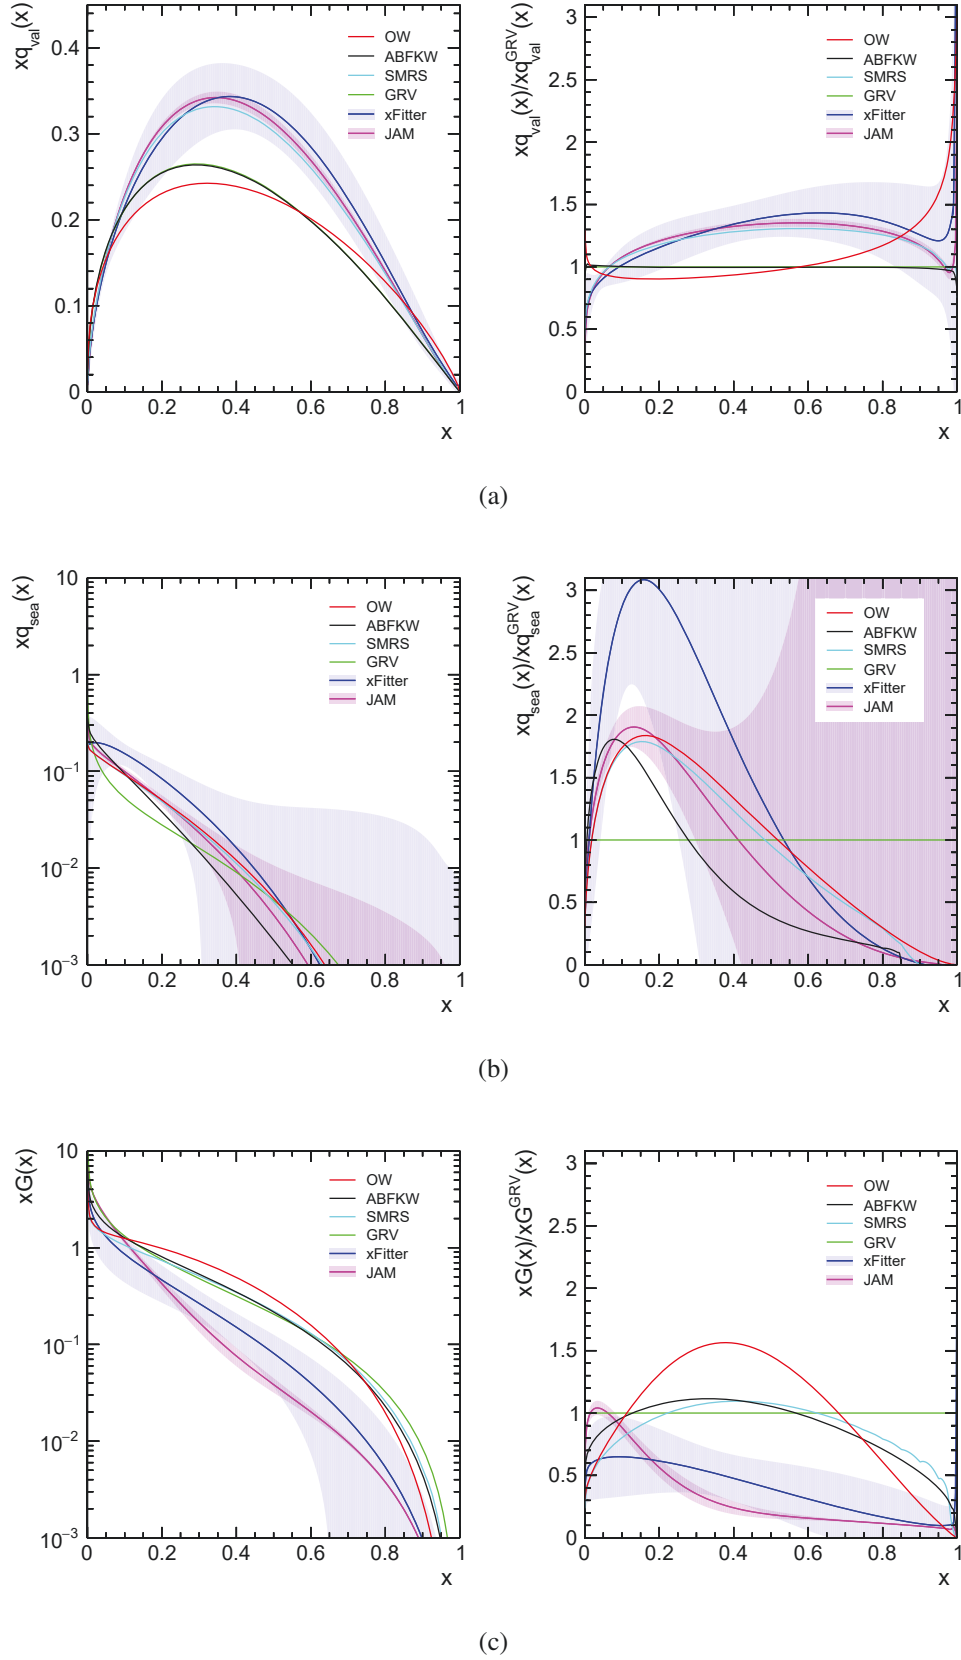 xq_val(x)
0.4
0.3
0.2
0.1
0
OW
ABFKW
SMRS
GRV
xFitter
JAM
0 0.2 0.4 0.6 0.8 1
x
xq_val(x)/xq_val^GRV(x)
3
2.5
2
1.5
1
0.5
0
OW
ABFKW
SMRS
GRV
xFitter
JAM
0 0.2 0.4 0.6 0.8 1
x
(a)
xq_sea(x)
10
1
10^−1
10^−2
10^−3
OW
ABFKW
SMRS
GRV
xFitter
JAM
0 0.2 0.4 0.6 0.8 1
x
xq_sea(x)/xq_sea^GRV(x)
3
2.5
2
1.5
1
0.5
0
OW
ABFKW
SMRS
GRV
xFitter
JAM
0 0.2 0.4 0.6 0.8 1
x
(b)
xG(x)
10
1
10^−1
10^−2
10^−3
OW
ABFKW
SMRS
GRV
xFitter
JAM
0 0.2 0.4 0.6 0.8 1
x
xG(x)/xG^GRV(x)
3
2.5
2
1.5
1
0.5
0
OW
ABFKW
SMRS
GRV
xFitter
JAM
0 0.2 0.4 0.6 0.8 1
x
(c)